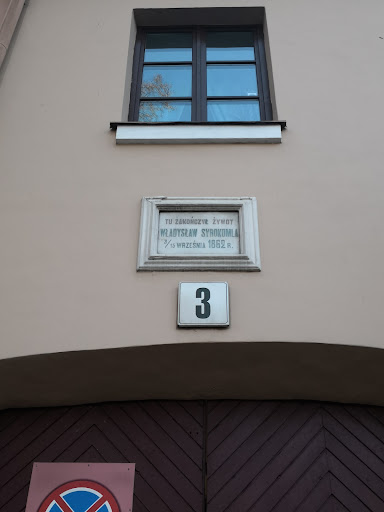 TU ZAKOŃCZYŁ ŻYWOT
WŁADYSŁAW SYROKOMLA
3/15 WRZEŚNIA 1862 R.
3